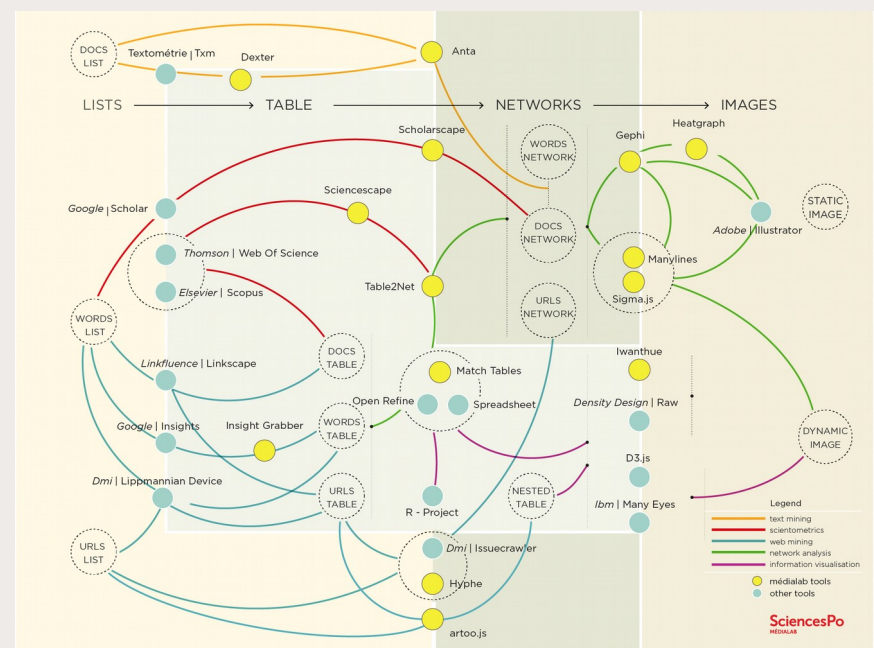 DOCS
LIST
Textométrie | Txm
Dexter
Anta
LISTS
TABLE
NETWORKS
IMAGES
Scholarscape
WORDS
NETWORK
Gephi
Heatgraph
Sciencescape
Google | Scholar
DOCS
NETWORK
STATIC
IMAGE
Adobe | Illustrator
Thomson | Web Of Science
Elsevier | Scopus
Table2Net
Manylines
Sigma.js
URLS
NETWORK
WORDS
LIST
DOCS
TABLE
Linkfluence | Linkscape
Iwanthue
Match Tables
Open Refine
Spreadsheet
Density Design | Raw
Google | Insights
Insight Grabber
WORDS
TABLE
DYNAMIC
IMAGE
D3.js
Dmi | Lippmannian Device
URLS
TABLE
R - Project
NESTED
TABLE
Ibm | Many Eyes
URLS
LIST
Dmi | Issuecrawler
Hyphe
artoo.js
Legend
text mining
scientometrics
web mining
network analysis
information visualisation
médialab tools
other tools
SciencesPo
MÉDIALAB